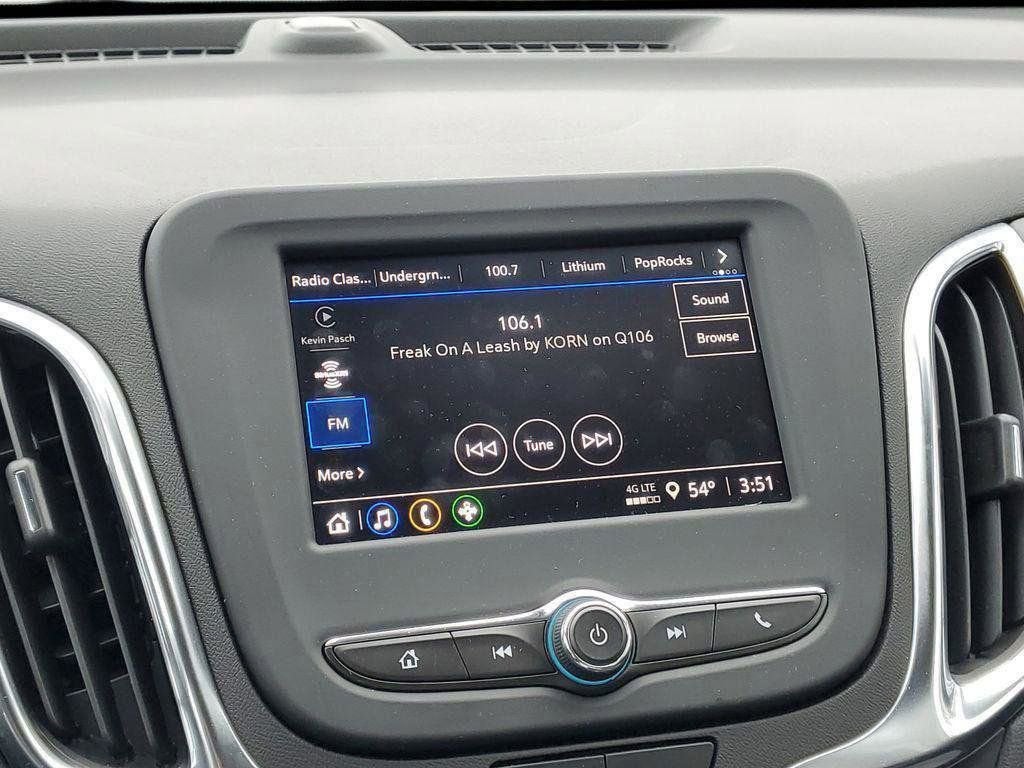 Radio Clas... Undergrn... 100.7 Lithium PopRocks
Kevin Pasch
SiriusXM
FM
More
106.1
Freak On A Leash by KORN on Q106
Sound
Browse
Tune
4G LTE
54° 3:51